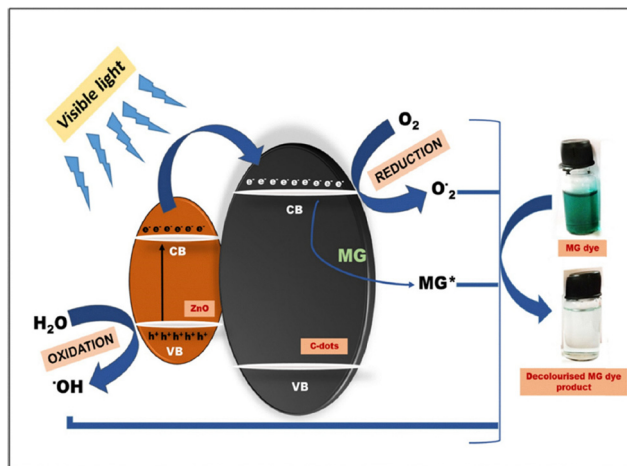 Visible light
O₂
REDUCTION
e⁻ e⁻ e⁻ e⁻ e⁻ e⁻ e⁻ e⁻
O⁻₂
CB
e⁻ e⁻ e⁻ e⁻ e⁻ e⁻
CB
MG
MG*
MG dye
ZnO
H₂O
OXIDATION
h⁺ h⁺ h⁺ h⁺ h⁺
VB
C-dots
VB
·OH
Decolourised MG dye
product